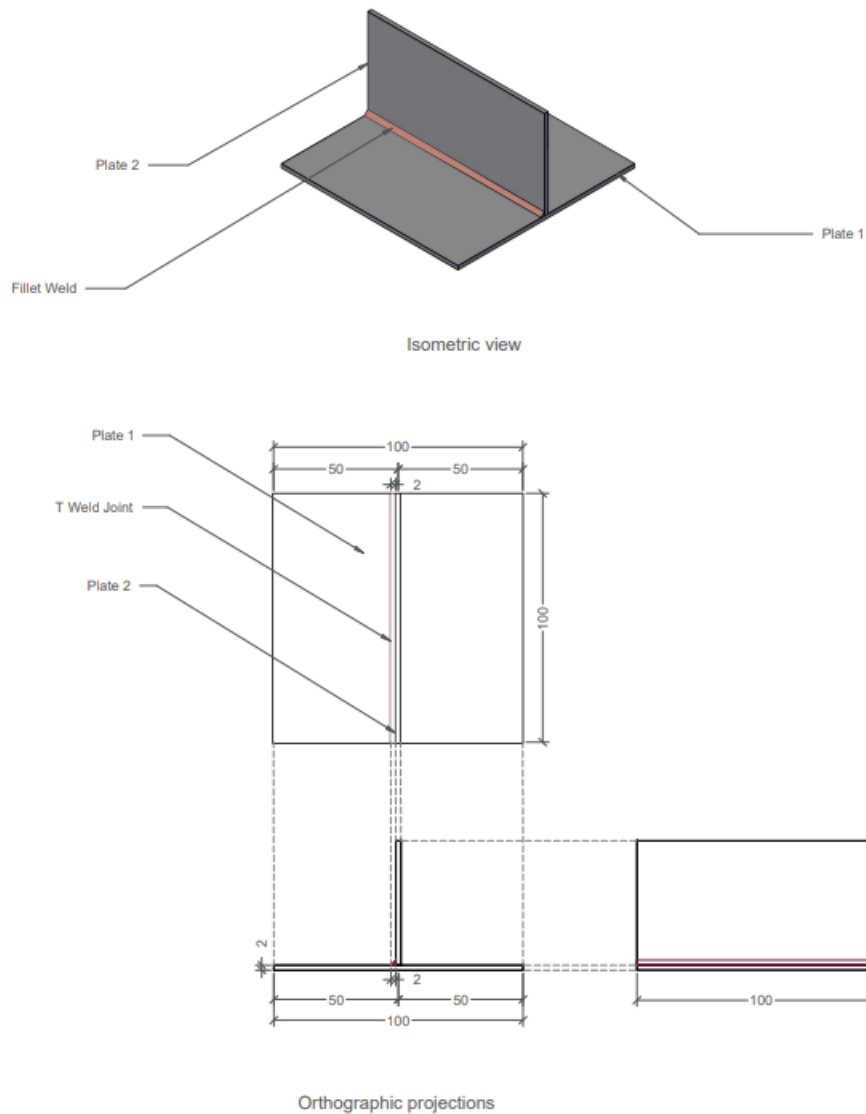 Plate 2
Plate 1
Fillet Weld
Isometric view
Plate 1
100
50 50
2
T Weld Joint
Plate 2
100
2
2
50 50
100
100
Orthographic projections